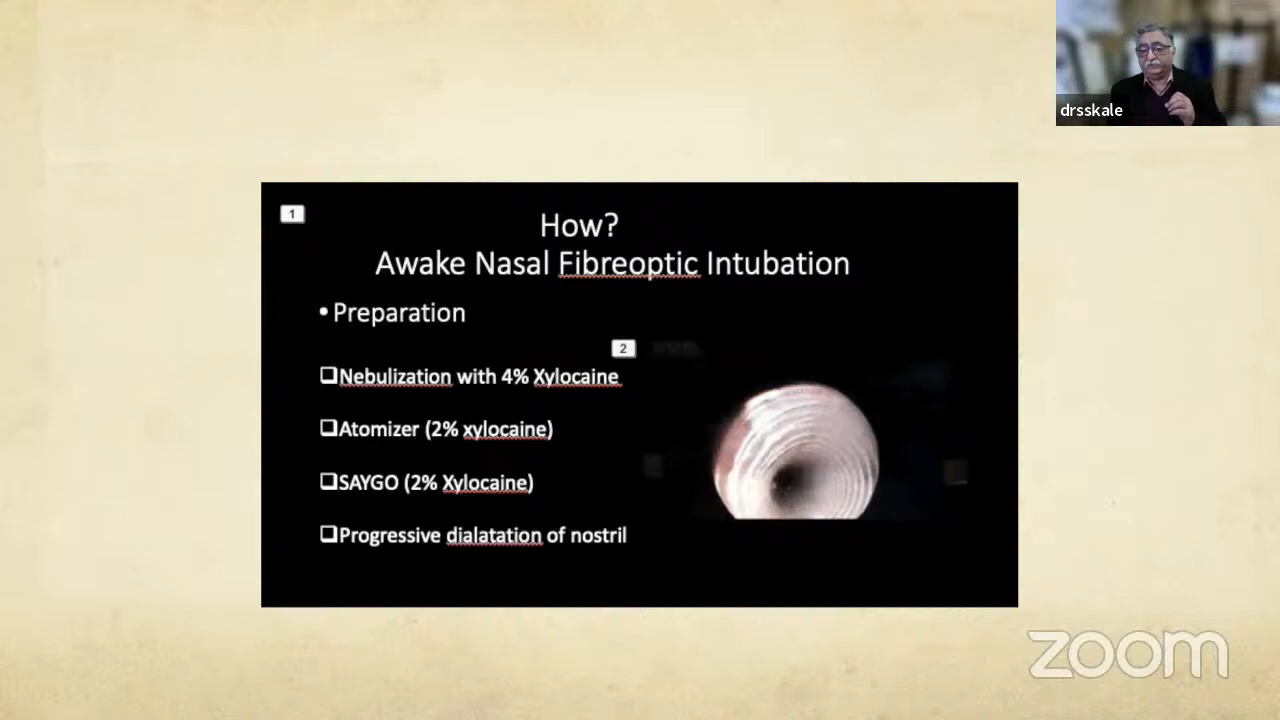 drsskale
1
How?
Awake Nasal Fibreoptic Intubation
• Preparation
2
❑Nebulization with 4% Xylocaine
❑Atomizer (2% xylocaine)
❑SAYGO (2% Xylocaine)
❑Progressive dialatation of nostril
zoom